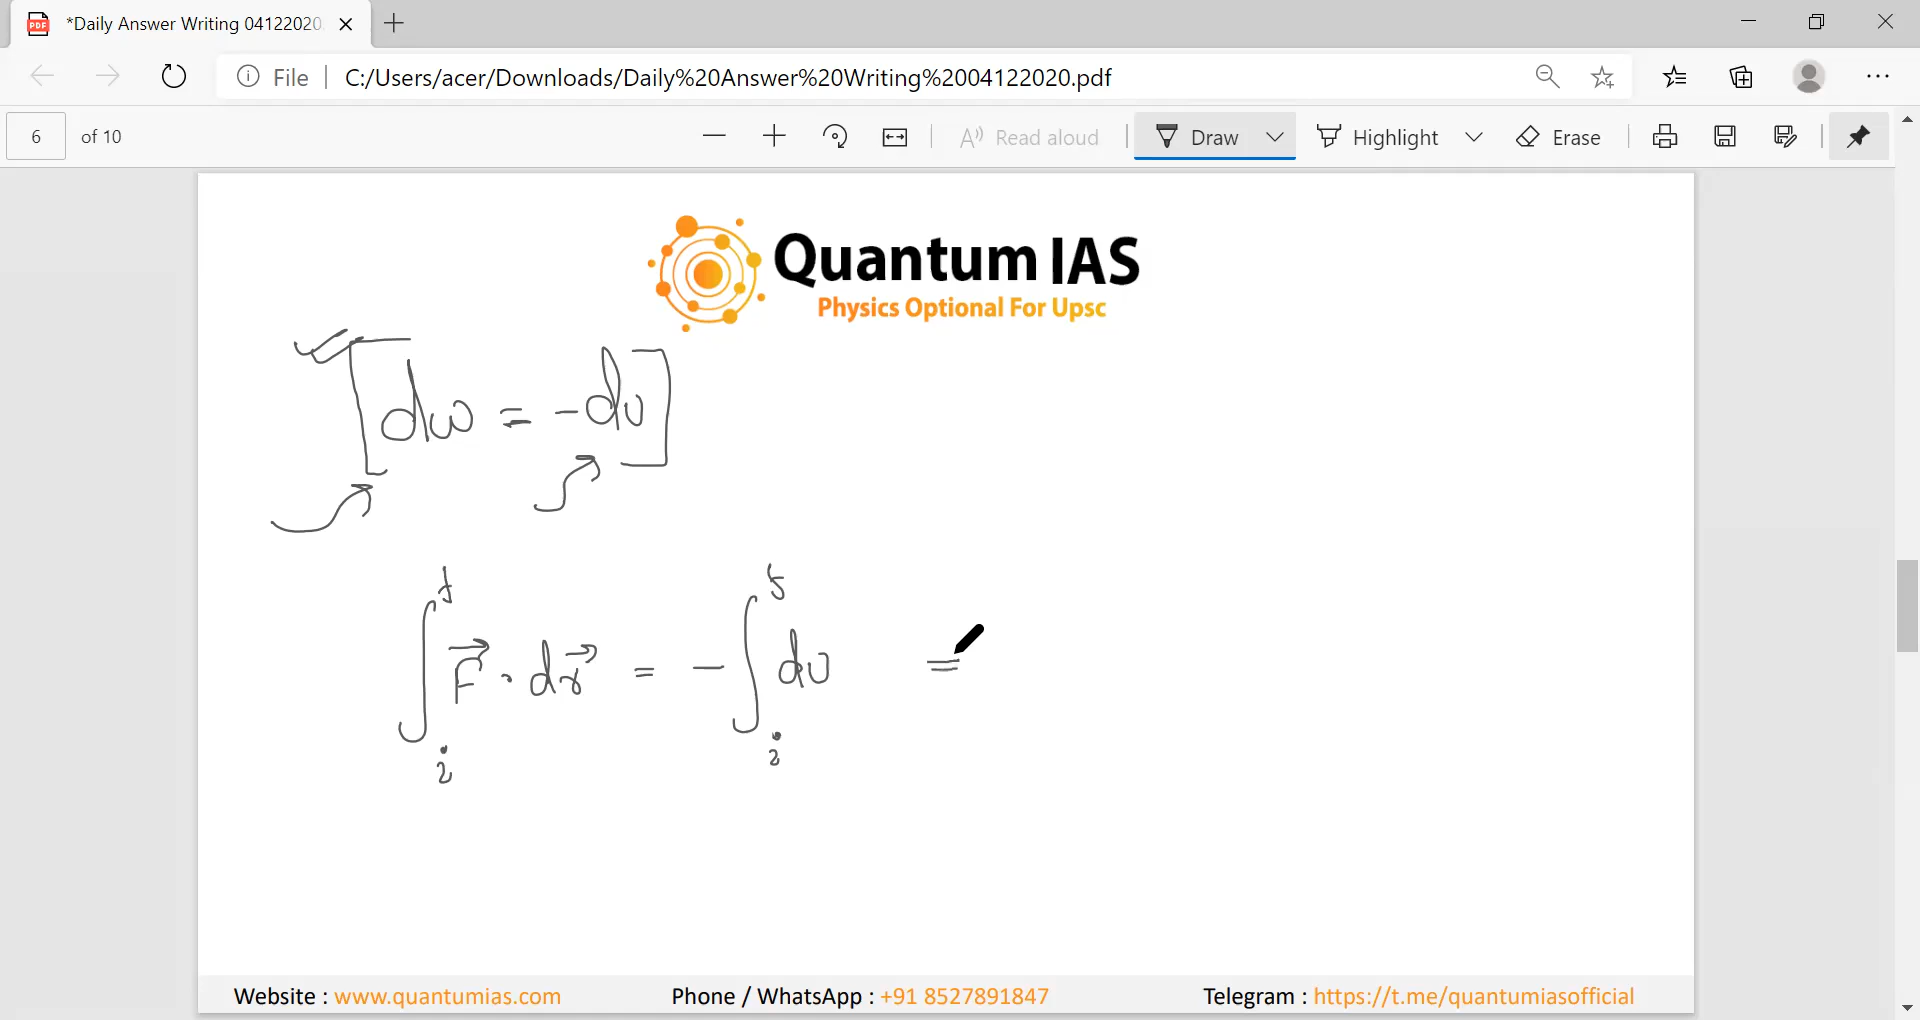 *Daily Answer Writing 04122020.
File | C:/Users/acer/Downloads/Daily%20Answer%20Writing%2004122020.pdf
6 of 10
Read aloud
Draw
Highlight
Erase
Quantum IAS
Physics Optional For Upsc
[dw = -dU]
∫_i^f F⃗ · dr⃗ = - ∫_i^f dU =
Website : www.quantumias.com Phone / WhatsApp : +91 8527891847 Telegram : https://t.me/quantumiasofficial